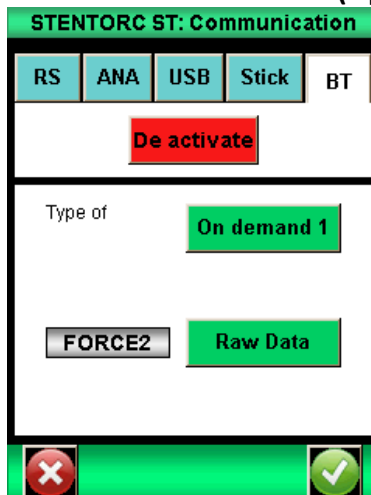 STENTORC ST: Communication
RS ANA USB Stick BT
De activate
Type of On demand 1
FORCE2 Raw Data